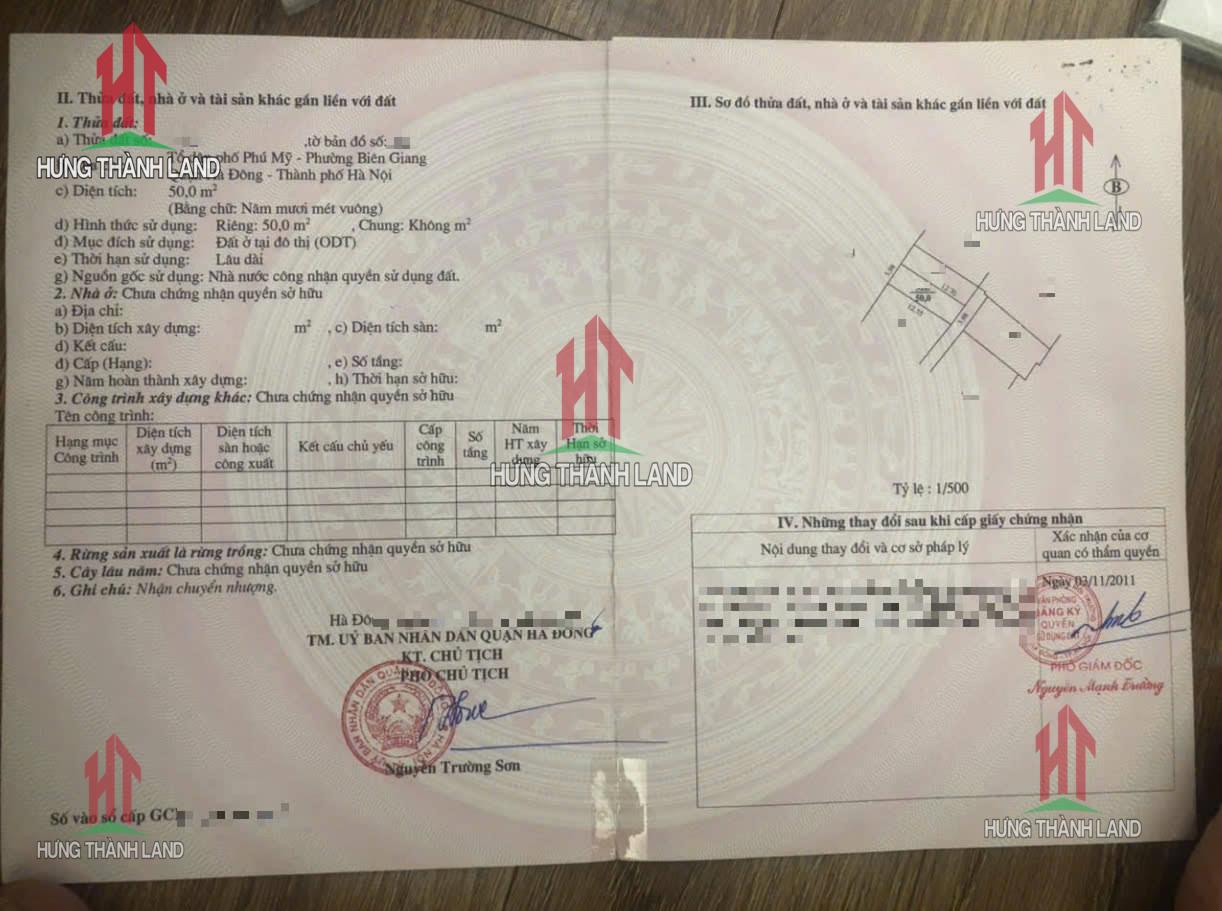 II. Thửa đất, nhà ở và tài sản khác gắn liền với đất
1. Thửa đất:
a) Thửa đất số: ,tờ bản đồ số:
Tổ dân phố Phú Mỹ - Phường Biên Giang
Quận Hà Đông - Thành phố Hà Nội
c) Diện tích: 50,0 m²
(Bằng chữ: Năm mươi mét vuông)
d) Hình thức sử dụng: Riêng: 50,0 m² , Chung: Không m²
đ) Mục đích sử dụng: Đất ở tại đô thị (ODT)
e) Thời hạn sử dụng: Lâu dài
g) Nguồn gốc sử dụng: Nhà nước công nhận quyền sử dụng đất.
2. Nhà ở: Chưa chứng nhận quyền sở hữu
a) Địa chỉ:
b) Diện tích xây dựng: m² , c) Diện tích sàn: m²
d) Kết cấu:
đ) Cấp (Hạng): , e) Số tầng:
g) Năm hoàn thành xây dựng: , h) Thời hạn sở hữu:
3. Công trình xây dựng khác: Chưa chứng nhận quyền sở hữu
Tên công trình:
Hạng mục Công trình
Diện tích xây dựng (m²)
Diện tích sàn hoặc công xuất
Kết cấu chủ yếu
Cấp công trình
Số tầng
Năm HT xây dựng
Thời Hạn sở hữu
4. Rừng sản xuất là rừng trồng: Chưa chứng nhận quyền sở hữu
5. Cây lâu năm: Chưa chứng nhận quyền sở hữu
6. Ghi chú: Nhận chuyển nhượng.
Hà Đông
TM. UỶ BAN NHÂN DÂN QUẬN HÀ ĐÔNG
KT. CHỦ TỊCH
PHÓ CHỦ TỊCH
Nguyễn Trường Sơn
Số vào sổ cấp GC
III. Sơ đồ thửa đất, nhà ở và tài sản khác gắn liền với đất
B
50,0
Tỷ lệ : 1/500
IV. Những thay đổi sau khi cấp giấy chứng nhận
Nội dung thay đổi và cơ sở pháp lý
Xác nhận của cơ quan có thẩm quyền
Ngày 03/11/2011
VĂN PHÒNG
ĐĂNG KÝ
QUYỀN
SỬ DỤNG ĐẤT
PHÓ GIÁM ĐỐC
Nguyễn Mạnh Trường
HƯNG THÀNH LAND
HƯNG THÀNH LAND
HƯNG THÀNH LAND
HƯNG THÀNH LAND
HƯNG THÀNH LAND